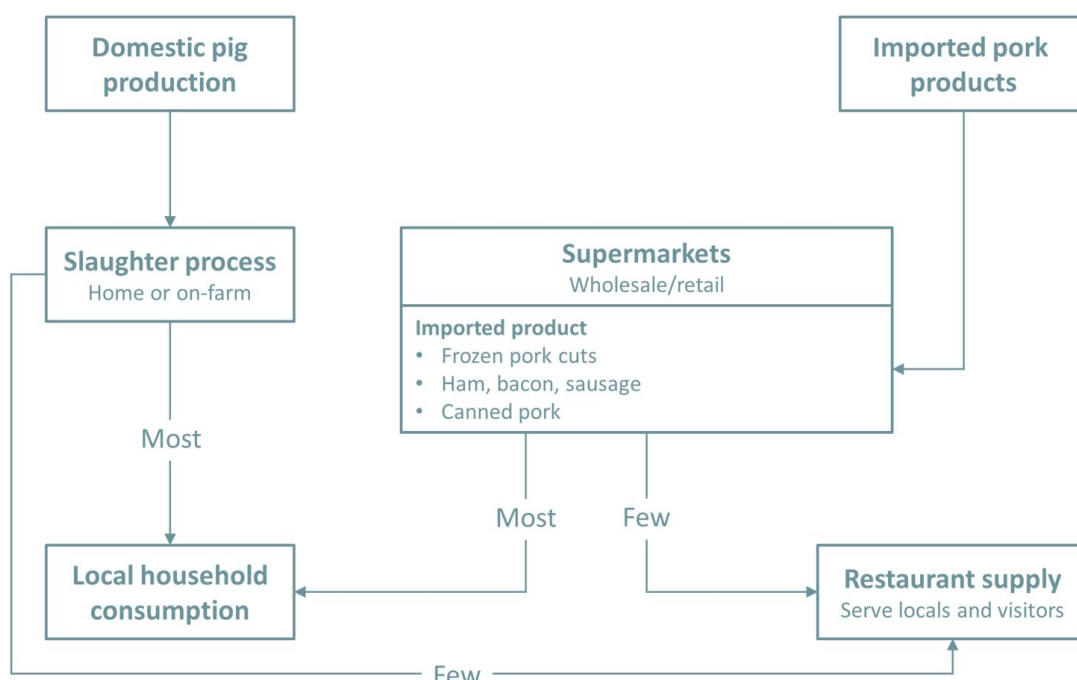 Domestic pig
production
Imported pork
products
Slaughter process
Home or on-farm
Supermarkets
Wholesale/retail
Imported product
• Frozen pork cuts
• Ham, bacon, sausage
• Canned pork
Most
Most
Few
Local household
consumption
Restaurant supply
Serve locals and visitors
Few